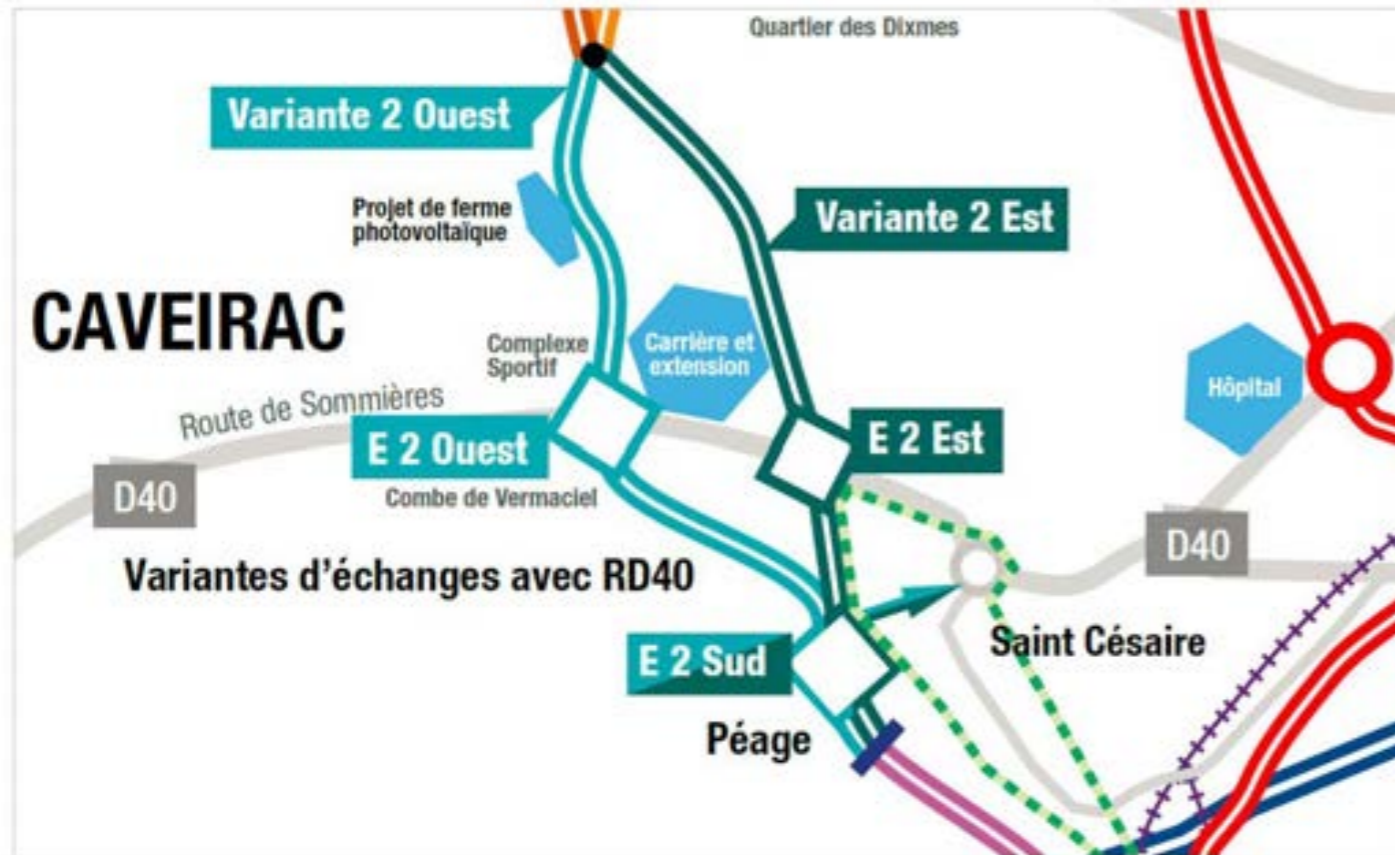 Quartier des Dixmes
Variante 2 Ouest
Projet de ferme
photovoltaïque
Variante 2 Est
CAVEIRAC
Complexe
Sportif
Carrière et
extension
Hôpital
Route de Sommières
E 2 Ouest
E 2 Est
D40
Combe de Vermaciel
D40
Variantes d'échanges avec RD40
Saint Césaire
E 2 Sud
Péage